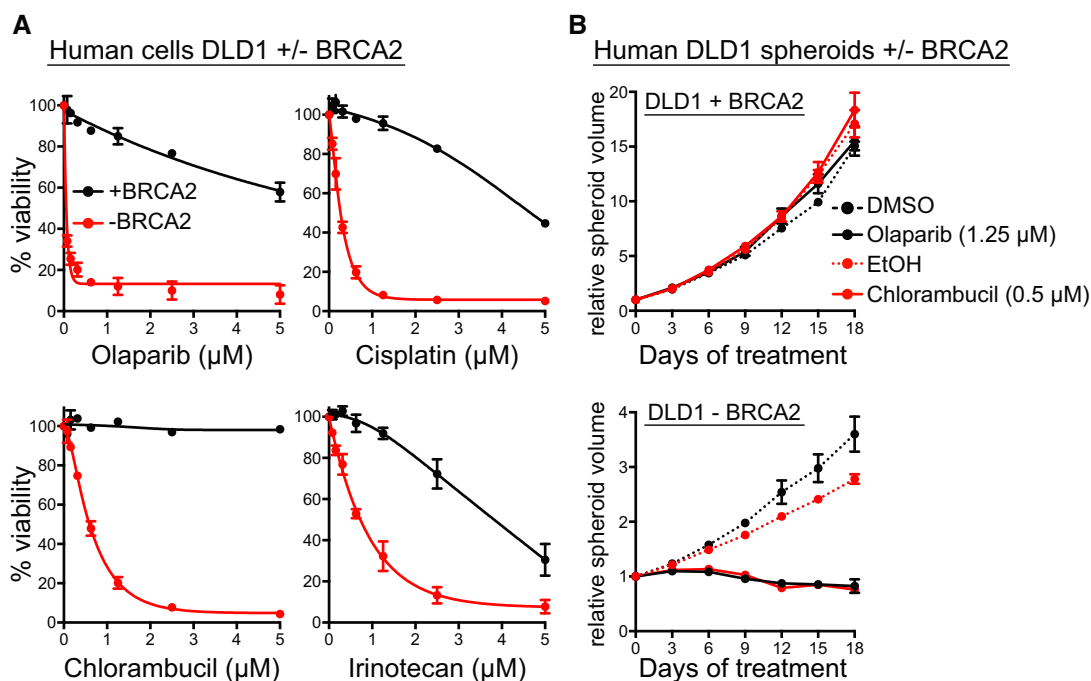 A
Human cells DLD1 +/- BRCA2
100
80
60
40
20
0
% viability
+BRCA2
-BRCA2
0 1 2 3 4 5
Olaparib (µM)
100
80
60
40
20
0
0 1 2 3 4 5
Cisplatin (µM)
100
80
60
40
20
0
% viability
0 1 2 3 4 5
Chlorambucil (µM)
100
80
60
40
20
0
0 1 2 3 4 5
Irinotecan (µM)
B
Human DLD1 spheroids +/- BRCA2
20
15
10
5
0
relative spheroid volume
DLD1 + BRCA2
DMSO
Olaparib (1.25 µM)
EtOH
Chlorambucil (0.5 µM)
0 3 6 9 12 15 18
Days of treatment
4
3
2
1
0
relative spheroid volume
DLD1 - BRCA2
0 3 6 9 12 15 18
Days of treatment